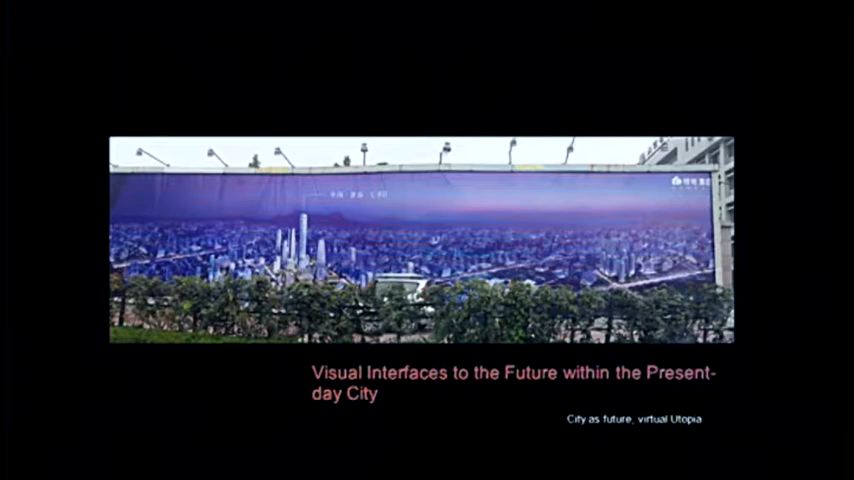 Visual Interfaces to the Future within the Present-
day City
City as future, virtual Utopia